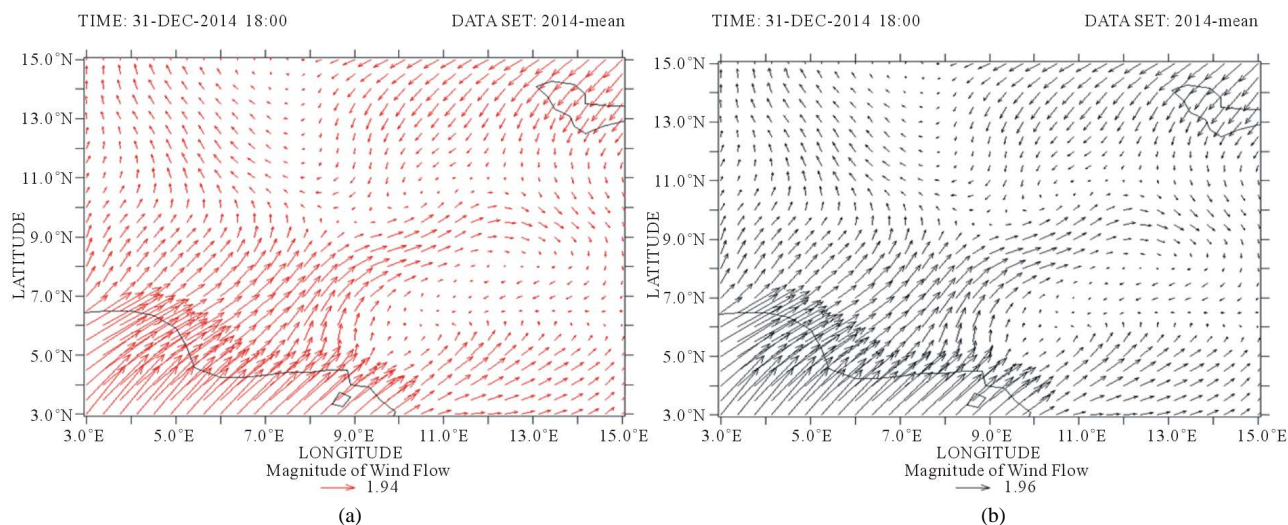 TIME: 31-DEC-2014 18:00 DATA SET: 2014-mean
15.0°N
13.0°N
11.0°N
9.0°N
7.0°N
5.0°N
3.0°N
LATITUDE
3.0°E 5.0°E 7.0°E 9.0°E 11.0°E 13.0°E 15.0°E
LONGITUDE
Magnitude of Wind Flow
1.94
(a)
TIME: 31-DEC-2014 18:00 DATA SET: 2014-mean
15.0°N
13.0°N
11.0°N
9.0°N
7.0°N
5.0°N
3.0°N
LATITUDE
3.0°E 5.0°E 7.0°E 9.0°E 11.0°E 13.0°E 15.0°E
LONGITUDE
Magnitude of Wind Flow
1.96
(b)